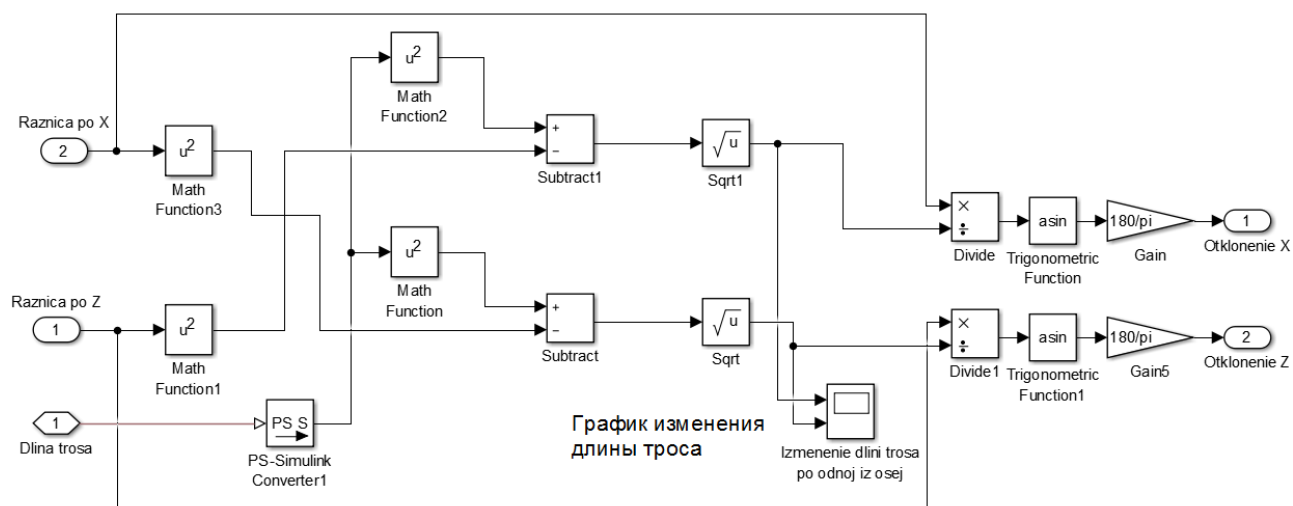 u²
Math
Function2
Raznica po X
2
u²
Math
Function3
+
−
Subtract1
√u
Sqrt1
×
÷
Divide
asin
Trigonometric
Function
180/pi
Gain
1
Otklonenie X
u²
Math
Function
Raznica po Z
1
u²
Math
Function1
+
−
Subtract
√u
Sqrt
×
÷
Divide1
asin
Trigonometric
Function1
180/pi
Gain5
2
Otklonenie Z
1
Dlina trosa
PS S
PS-Simulink
Converter1
График изменения
длины троса
Izmenenie dlini trosa
po odnoj iz osej